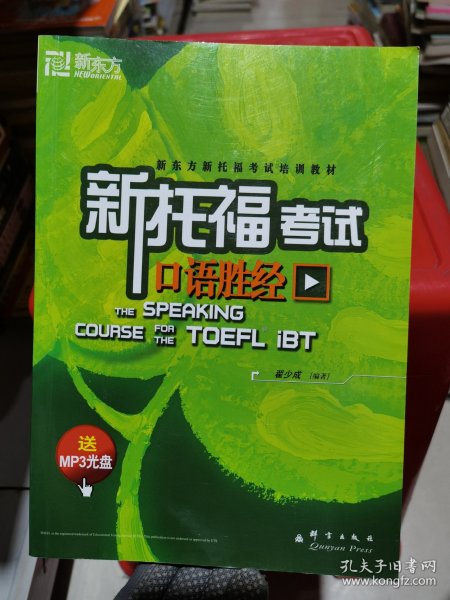 新东方
NEW ORIENTAL
新东方新托福考试培训教材
新托福考试
口语胜经
THE SPEAKING
COURSE FOR THE TOEFL iBT
翟少成 [编著]
送
MP3光盘
群言出版社
Qunyan Press
孔夫子旧书网
www.kongfz.com